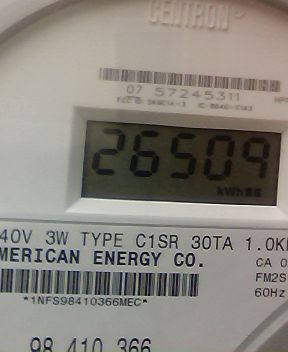 CENTRON
07 57245311
26509
kWh
40V 3W TYPE C1SR 30TA 1.0K
MERICAN ENERGY CO.
CA 0
FM2S
60Hz
*1NFS98410366MEC*
98 410 366